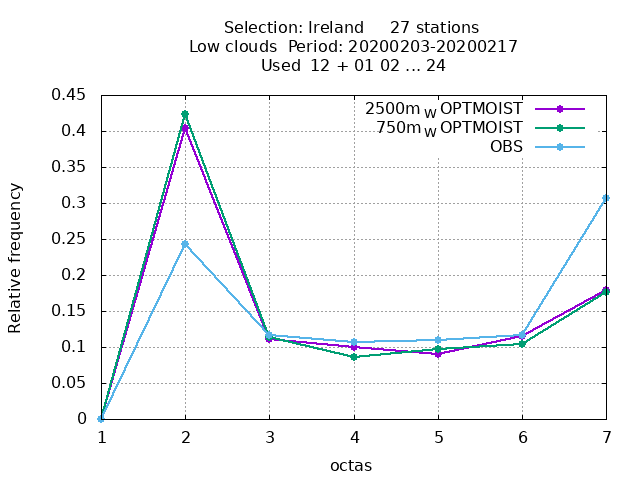 Selection: Ireland 27 stations
Low clouds Period: 20200203-20200217
Used 12 + 01 02 ... 24
2500m W OPTMOIST
750m W OPTMOIST
OBS
Relative frequency
0.45
0.4
0.35
0.3
0.25
0.2
0.15
0.1
0.05
0
1 2 3 4 5 6 7
octas